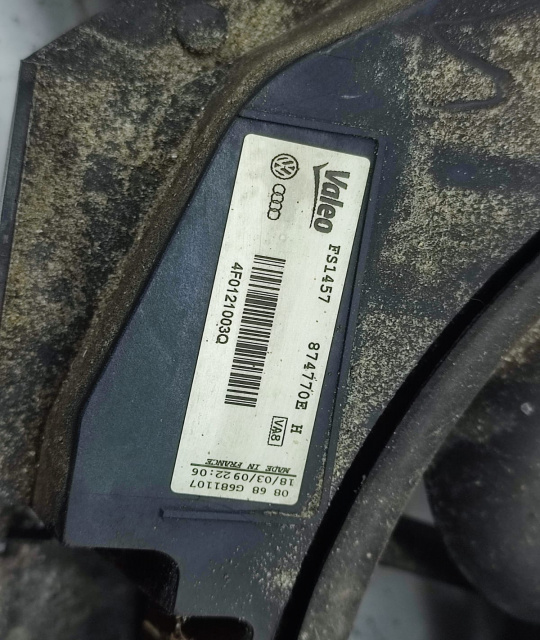 Valeo
FS1457 874770E H
VA8
4F0121003Q
08 68 G681107
18/03/09 22:06
MADE IN FRANCE